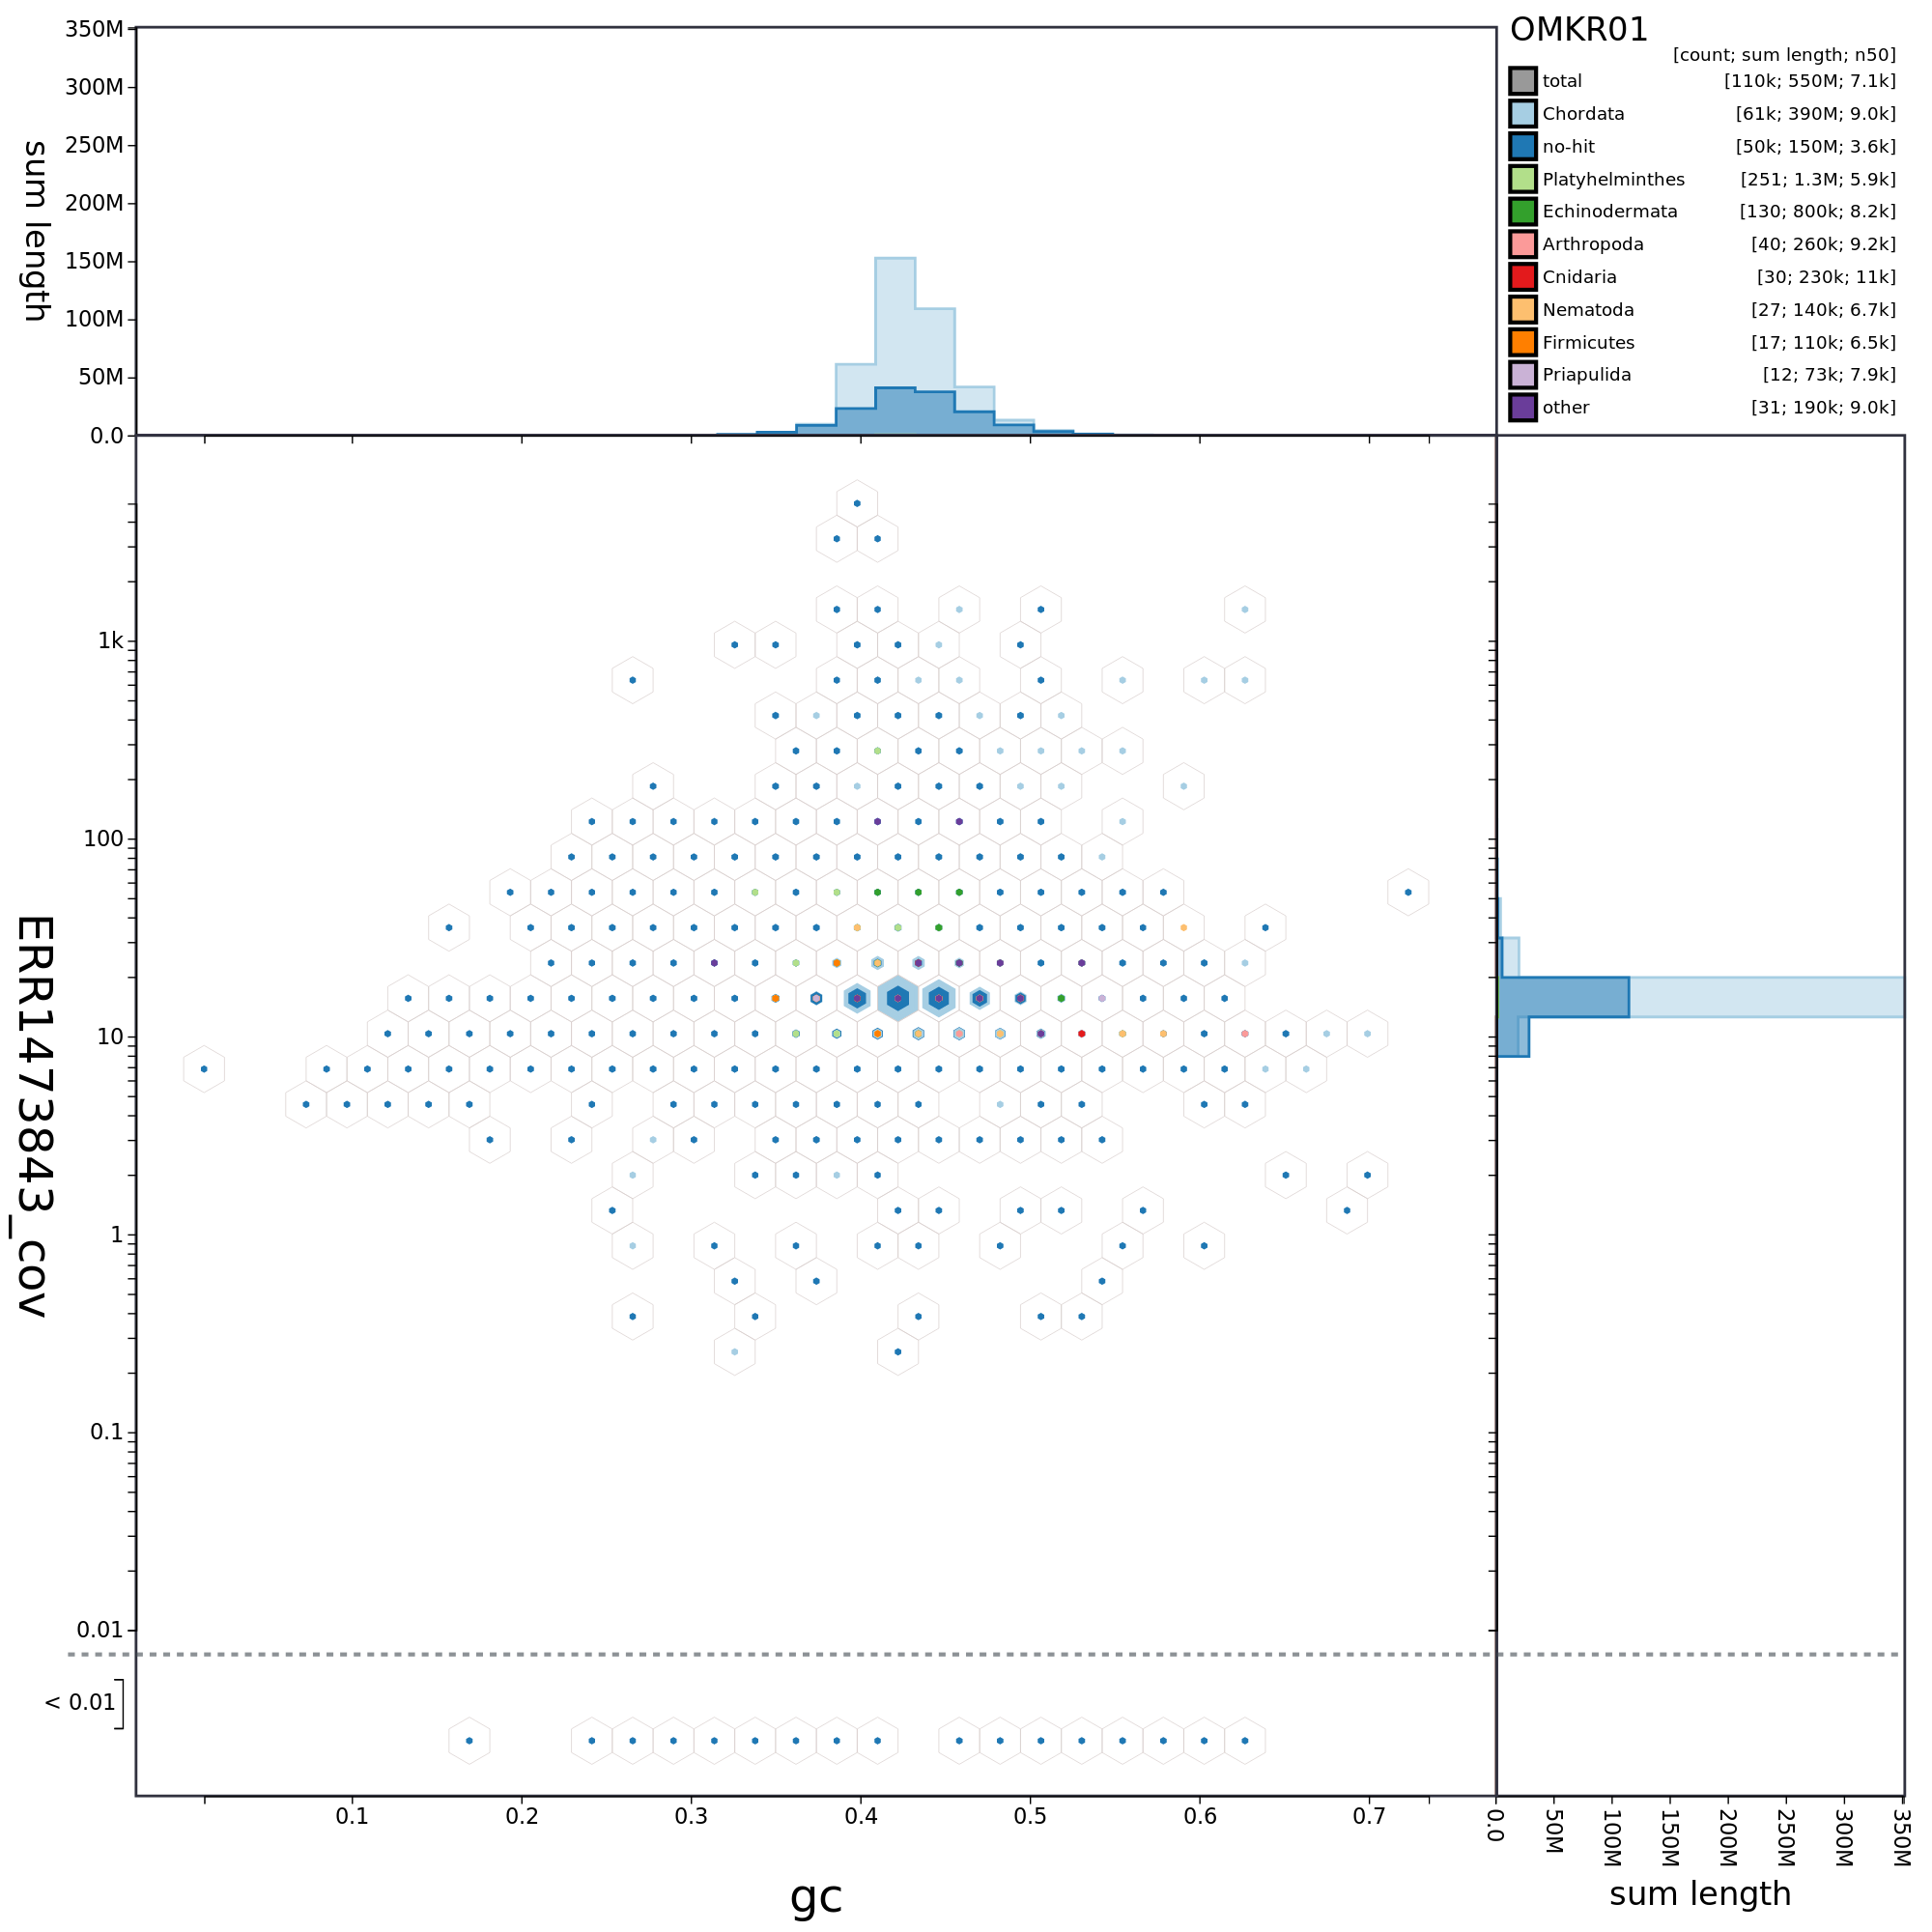 OMKR01
[count; sum length; n50]
total [110k; 550M; 7.1k]
Chordata [61k; 390M; 9.0k]
no-hit [50k; 150M; 3.6k]
Platyhelminthes [251; 1.3M; 5.9k]
Echinodermata [130; 800k; 8.2k]
Arthropoda [40; 260k; 9.2k]
Cnidaria [30; 230k; 11k]
Nematoda [27; 140k; 6.7k]
Firmicutes [17; 110k; 6.5k]
Priapulida [12; 73k; 7.9k]
other [31; 190k; 9.0k]
sum length
350M
300M
250M
200M
150M
100M
50M
0.0
ERR1473843_cov
1k
100
10
1
0.1
0.01
< 0.01
0.1 0.2 0.3 0.4 0.5 0.6 0.7
gc
0.0 50M 100M 150M 200M 250M 300M 350M
sum length